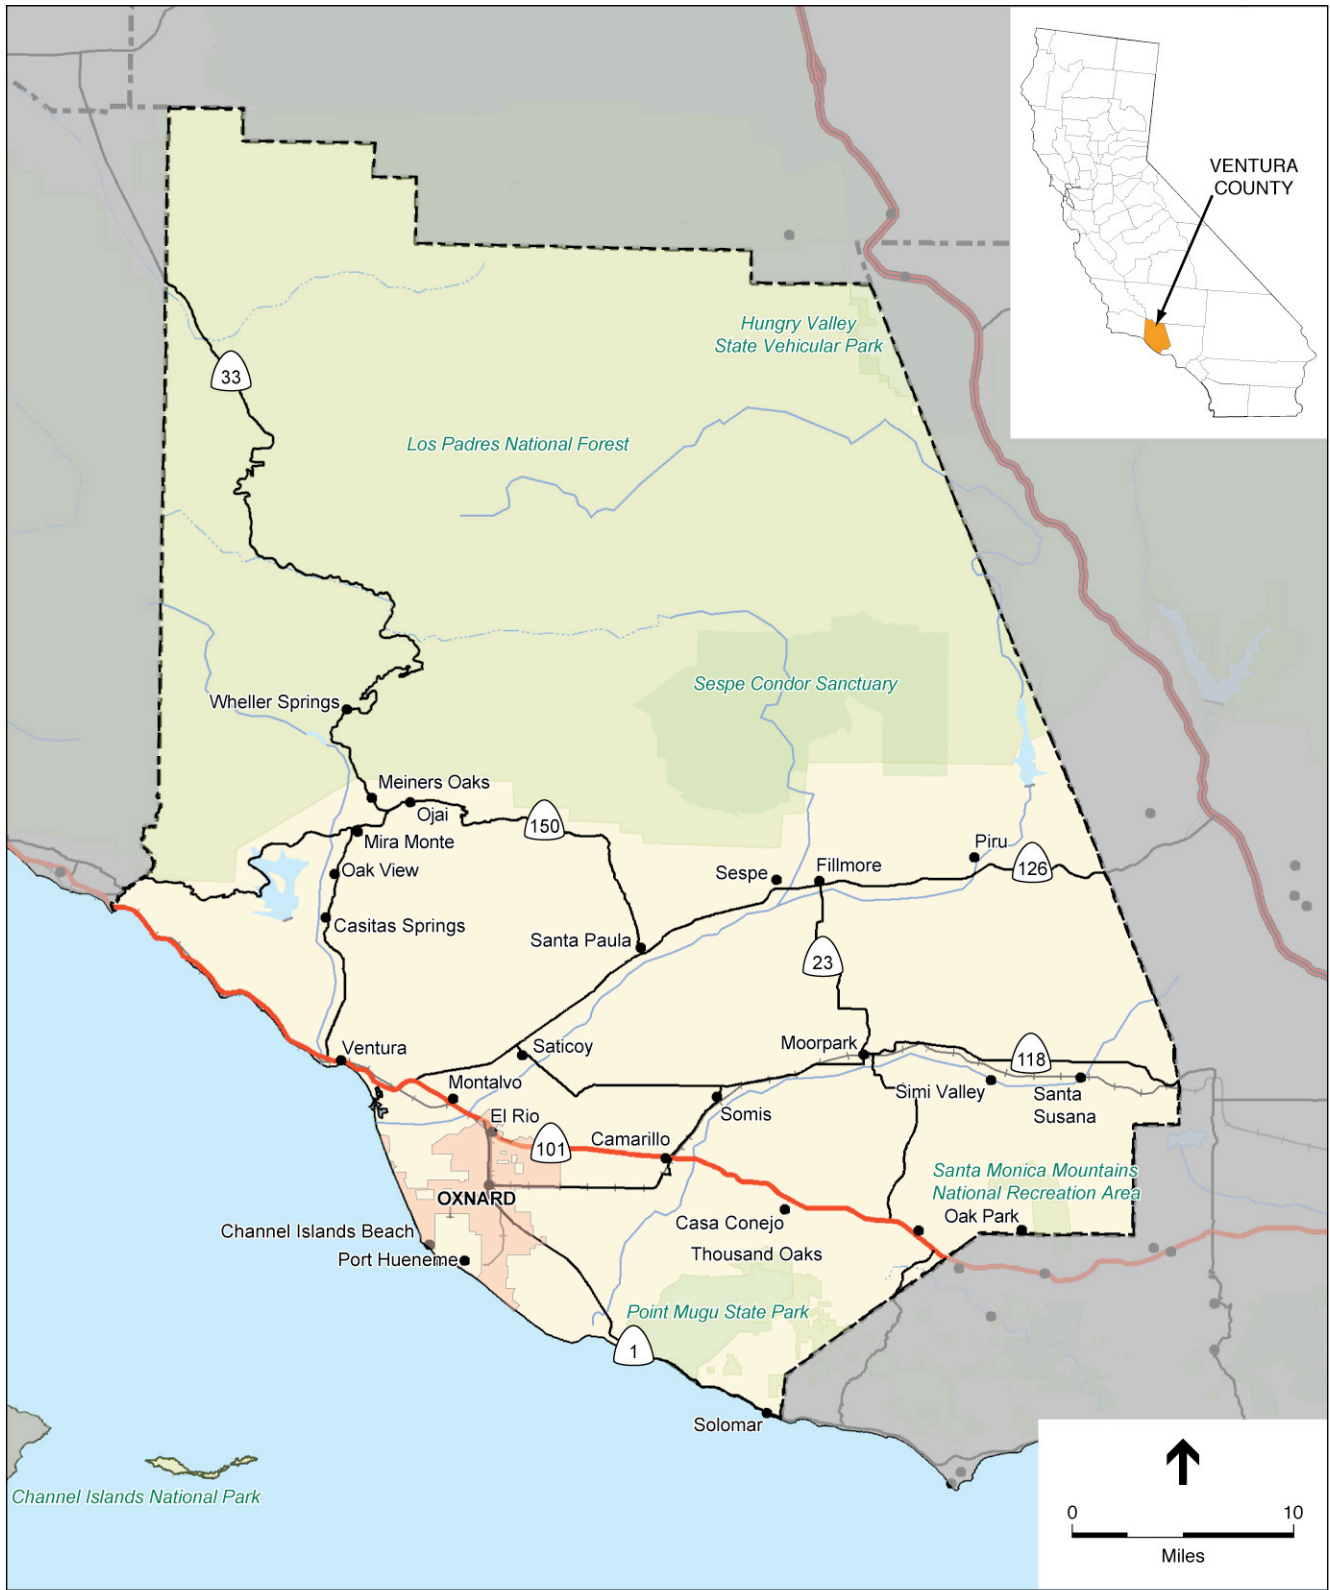 VENTURA
COUNTY
Hungry Valley
State Vehicular Park
33
Los Padres National Forest
Sespe Condor Sanctuary
Wheller Springs
Meiners Oaks
Ojai
150
Mira Monte
Piru
Oak View
Sespe
Fillmore
126
Casitas Springs
Santa Paula
23
Ventura
Saticoy
Moorpark
118
Montalvo
Simi Valley
Santa
Susana
El Rio
Somis
101
Camarillo
OXNARD
Santa Monica Mountains
National Recreation Area
Channel Islands Beach
Casa Conejo
Oak Park
Port Hueneme
Thousand Oaks
Point Mugu State Park
1
Solomar
Channel Islands National Park
0
10
Miles